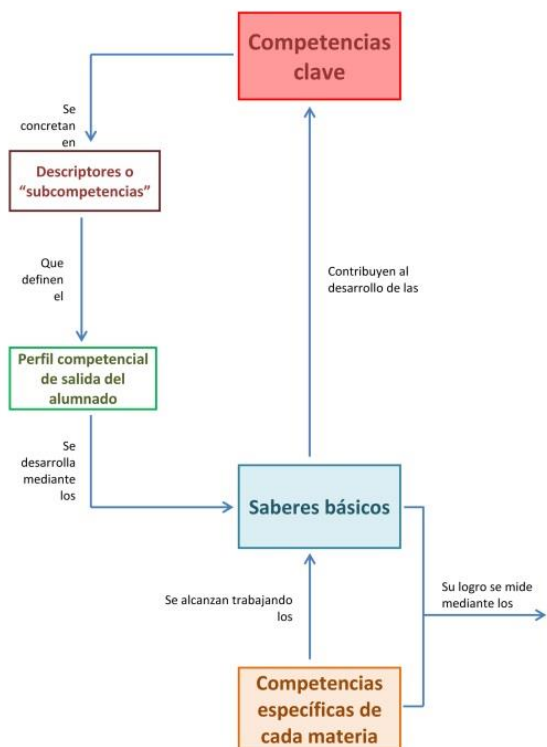 Competencias
clave
Se
concretan
en
Descriptores o
“subcompetencias”
Que
definen
el
Contribuyen al
desarrollo de las
Perfil competencial
de salida del
alumnado
Se
desarrolla
mediante
los
Saberes básicos
Se alcanzan trabajando
los
Su logro se mide
mediante los
Competencias
específicas de
cada materia